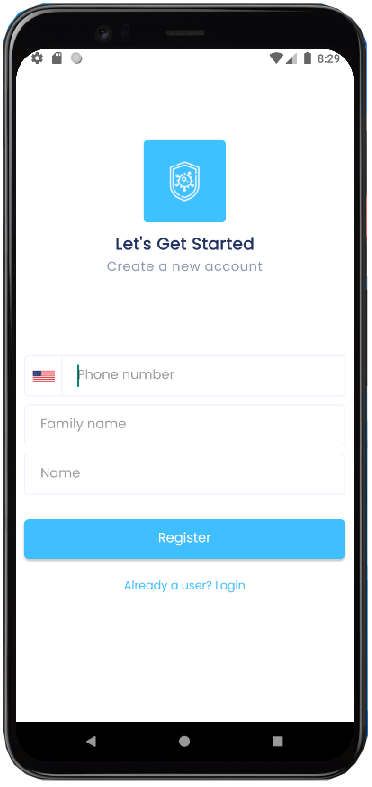 8:29
Let's Get Started
Create a new account
Phone number
Family name
Name
Register
Already a user? Login